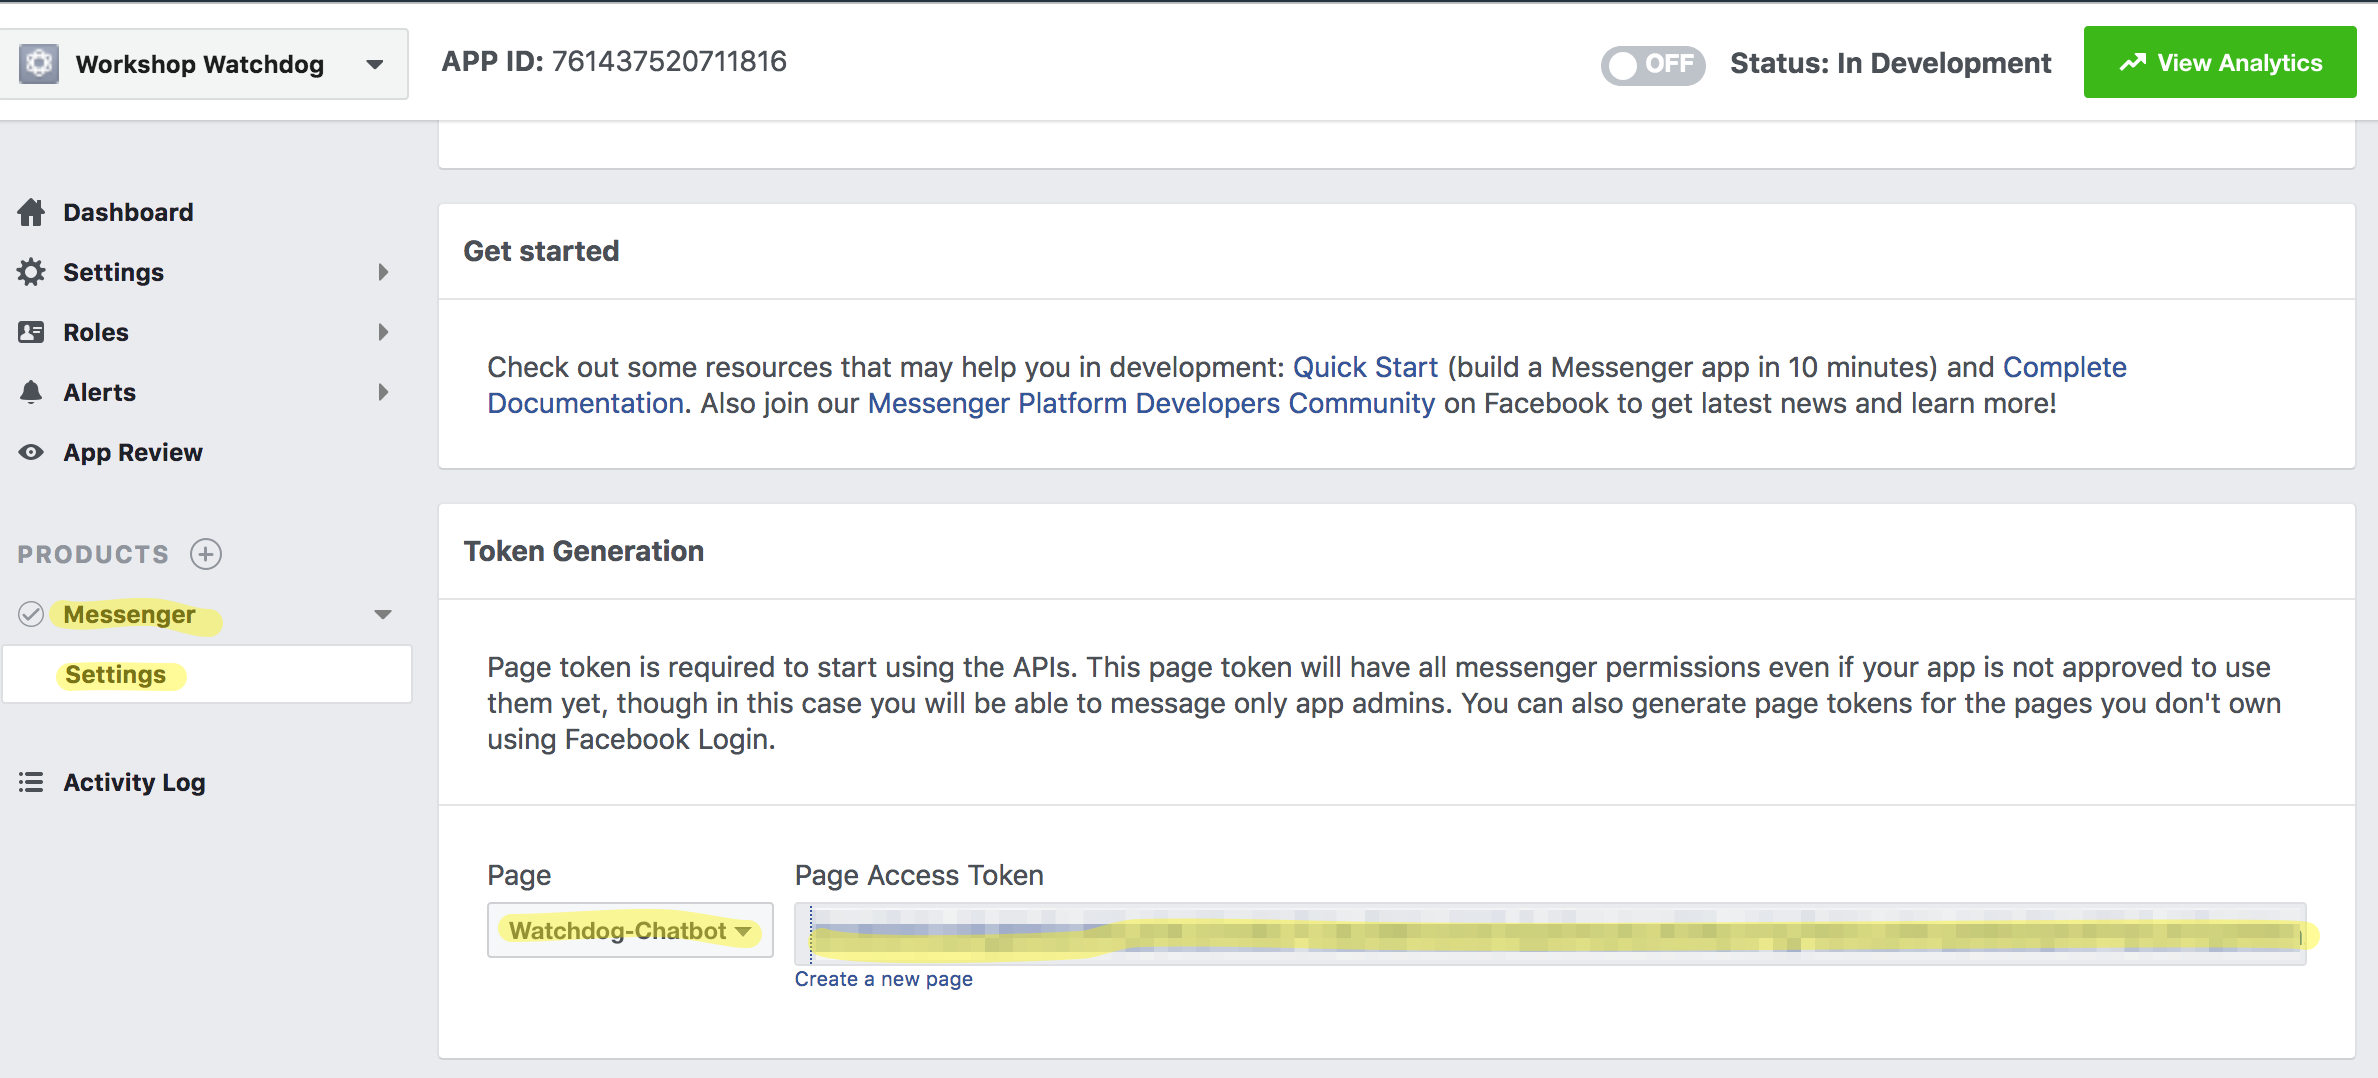 Workshop Watchdog
APP ID: 761437520711816
OFF
Status: In Development
View Analytics
Dashboard
Settings
Roles
Alerts
App Review
PRODUCTS
Messenger
Settings
Activity Log
Get started
Check out some resources that may help you in development: Quick Start (build a Messenger app in 10 minutes) and Complete
Documentation. Also join our Messenger Platform Developers Community on Facebook to get latest news and learn more!
Token Generation
Page token is required to start using the APIs. This page token will have all messenger permissions even if your app is not approved to use
them yet, though in this case you will be able to message only app admins. You can also generate page tokens for the pages you don't own
using Facebook Login.
Page
Page Access Token
Watchdog-Chatbot
Create a new page